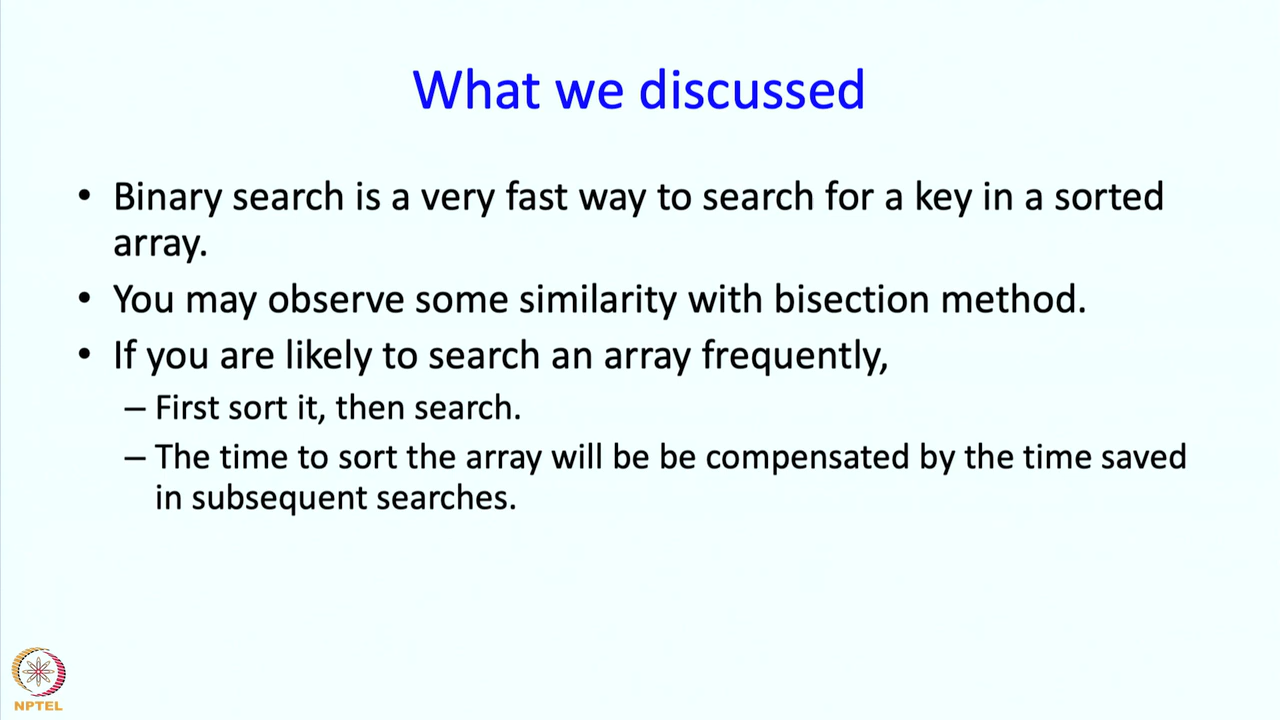 What we discussed
• Binary search is a very fast way to search for a key in a sorted
array.
• You may observe some similarity with bisection method.
• If you are likely to search an array frequently,
– First sort it, then search.
– The time to sort the array will be be compensated by the time saved
in subsequent searches.
NPTEL